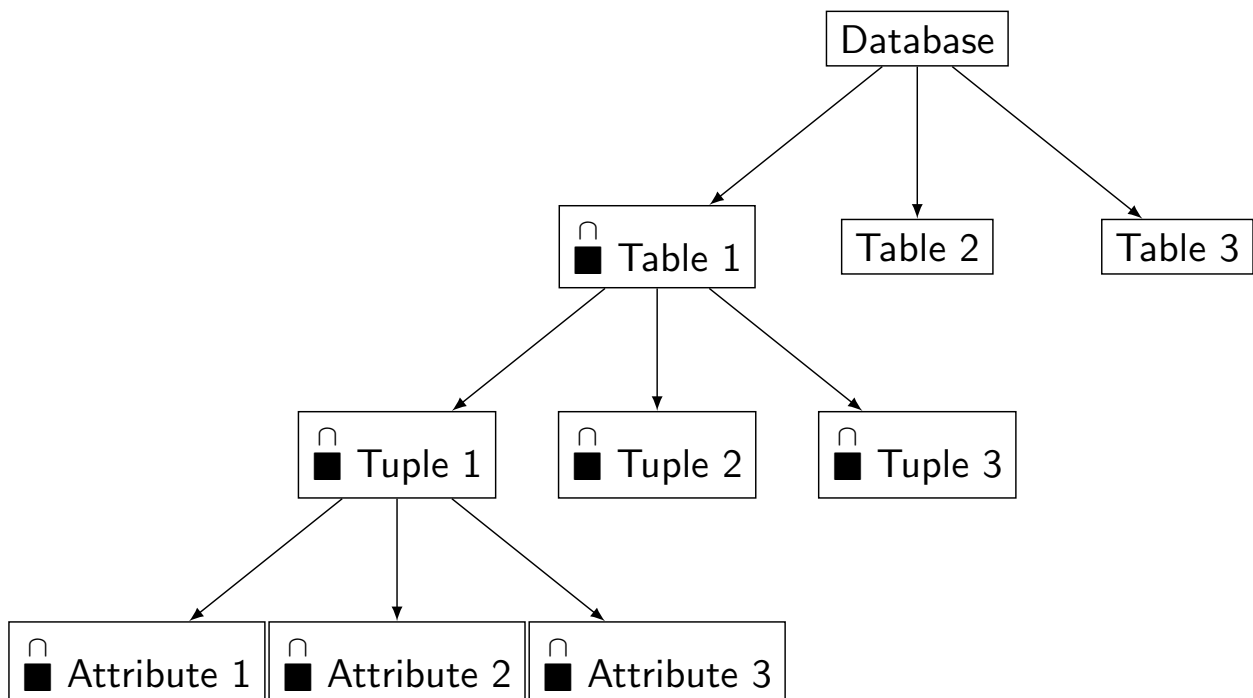 Database
Table 1
Table 2
Table 3
Tuple 1
Tuple 2
Tuple 3
Attribute 1
Attribute 2
Attribute 3